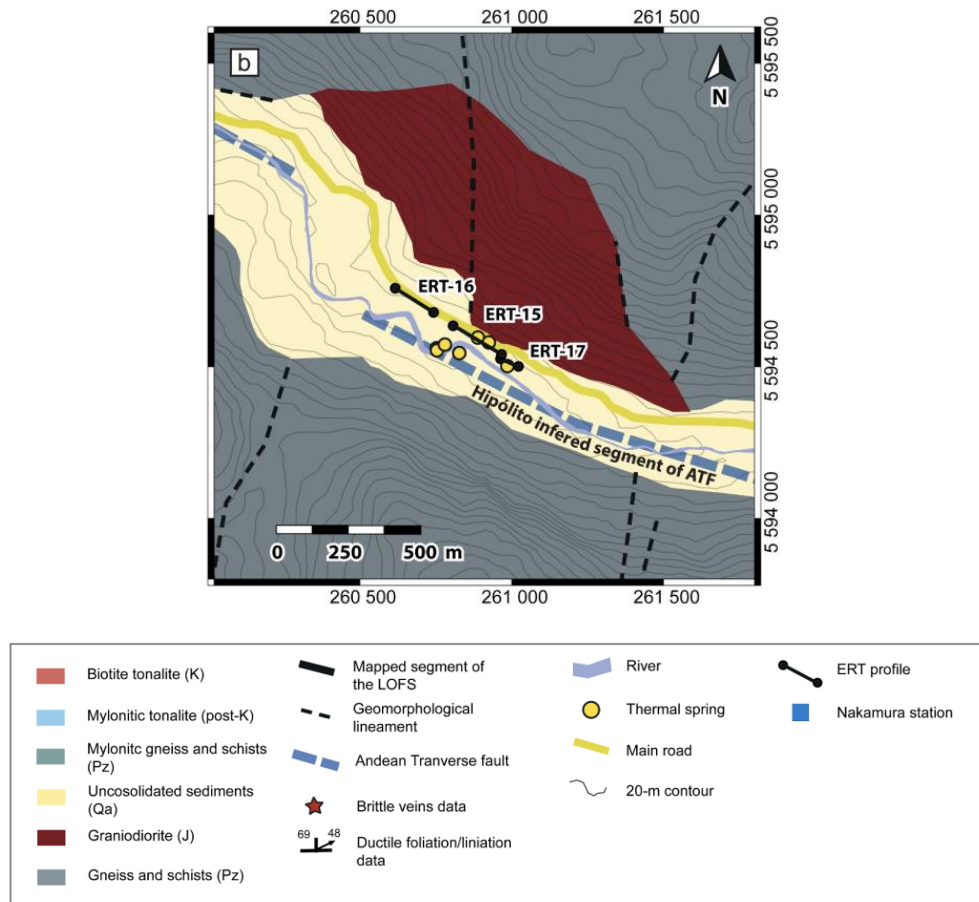 260 500 261 000 261 500
b
N
5 595 500
5 595 000
5 594 500
5 594 000
ERT-16
ERT-15
ERT-17
Hipólito infered segment of ATF
0 250 500 m
260 500 261 000 261 500
Biotite tonalite (K)
Mylonitic tonalite (post-K)
Mylonitc gneiss and schists
(Pz)
Uncosolidated sediments
(Qa)
Graniodiorite (J)
Gneiss and schists (Pz)
Mapped segment of
the LOFS
Geomorphological
lineament
Andean Tranverse fault
Brittle veins data
69 48
Ductile foliation/liniation
data
River
Thermal spring
Main road
20-m contour
ERT profile
Nakamura station